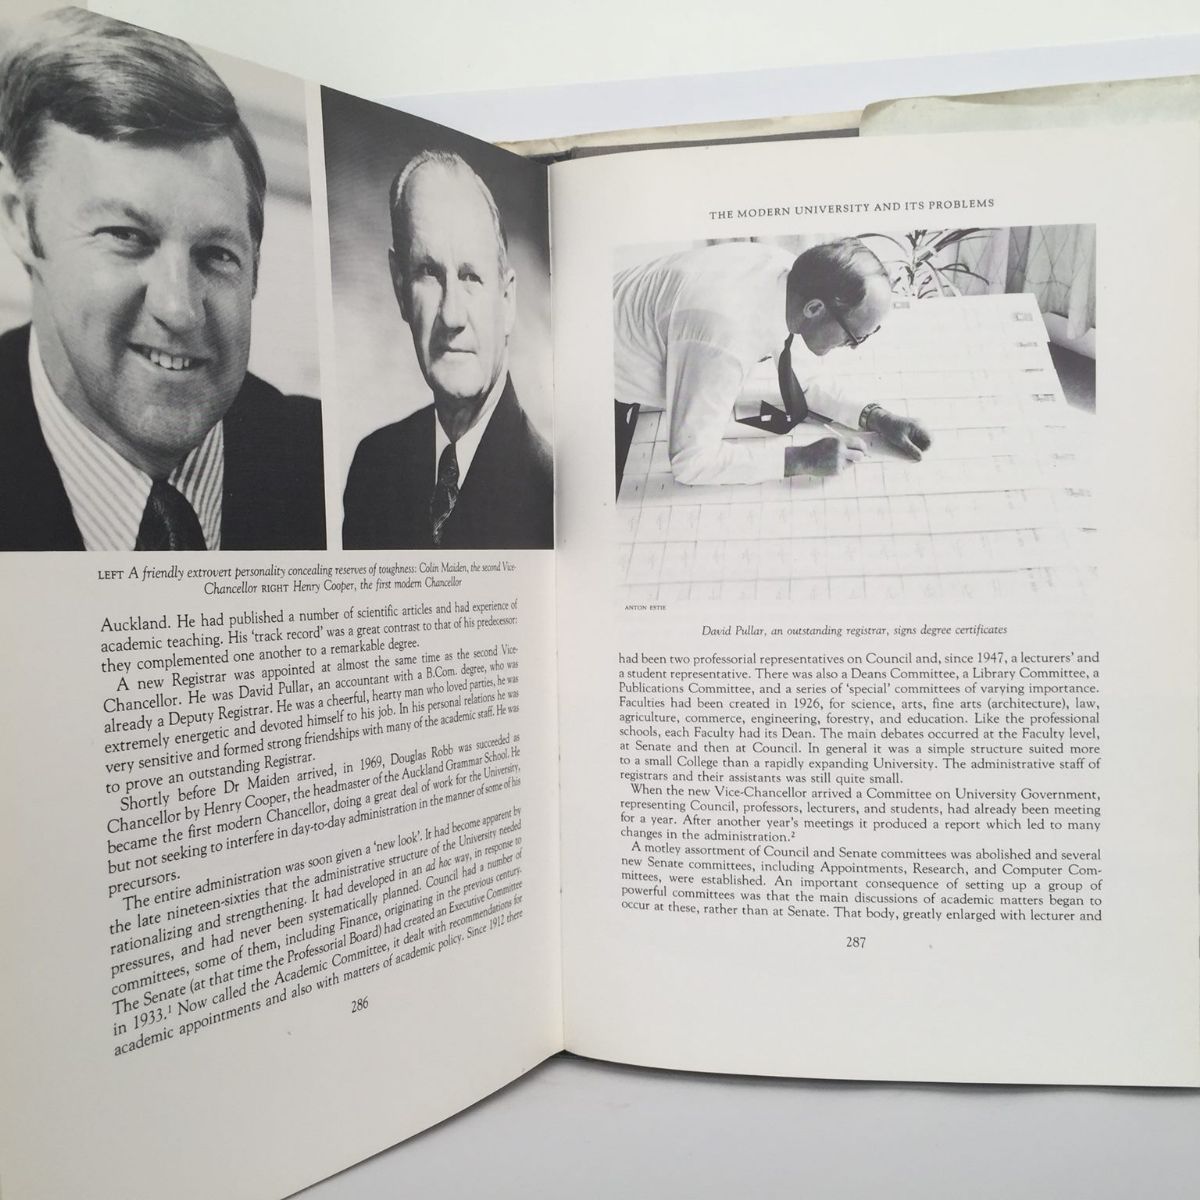 LEFT A friendly extrovert personality concealing reserves of toughness: Colin Maiden, the second Vice-
Chancellor RIGHT Henry Cooper, the first modern Chancellor
Auckland. He had published a number of scientific articles and had experience of
academic teaching. His 'track record' was a great contrast to that of his predecessor:
they complemented one another to a remarkable degree.
A new Registrar was appointed at almost the same time as the second Vice-
Chancellor. He was David Pullar, an accountant with a B.Com. degree, who was
already a Deputy Registrar. He was a cheerful, hearty man who loved parties, he was
extremely energetic and devoted himself to his job. In his personal relations he was
very sensitive and formed strong friendships with many of the academic staff. He was
to prove an outstanding Registrar.
Shortly before Dr Maiden arrived, in 1969, Douglas Robb was succeeded as
Chancellor by Henry Cooper, the headmaster of the Auckland Grammar School. He
became the first modern Chancellor, doing a great deal of work for the University,
but not seeking to interfere in day-to-day administration in the manner of some of his
precursors.
The entire administration was soon given a 'new look'. It had become apparent by
the late nineteen-sixties that the administrative structure of the University needed
rationalizing and strengthening. It had developed in an ad hoc way, in response to
pressures, and had never been systematically planned. Council had a number of
committees, some of them, including Finance, originating in the previous century.
The Senate (at that time the Professorial Board) had created an Executive Committee
in 1933.¹ Now called the Academic Committee, it dealt with recommendations for
academic appointments and also with matters of academic policy. Since 1912 there
286
THE MODERN UNIVERSITY AND ITS PROBLEMS
ANTON ESTIE
David Pullar, an outstanding registrar, signs degree certificates
had been two professorial representatives on Council and, since 1947, a lecturers' and
a student representative. There was also a Deans Committee, a Library Committee, a
Publications Committee, and a series of 'special' committees of varying importance.
Faculties had been created in 1926, for science, arts, fine arts (architecture), law,
agriculture, commerce, engineering, forestry, and education. Like the professional
schools, each Faculty had its Dean. The main debates occurred at the Faculty level,
at Senate and then at Council. In general it was a simple structure suited more
to a small College than a rapidly expanding University. The administrative staff of
registrars and their assistants was still quite small.
When the new Vice-Chancellor arrived a Committee on University Government,
representing Council, professors, lecturers, and students, had already been meeting
for a year. After another year's meetings it produced a report which led to many
changes in the administration.²
A motley assortment of Council and Senate committees was abolished and several
new Senate committees, including Appointments, Research, and Computer Com-
mittees, were established. An important consequence of setting up a group of
powerful committees was that the main discussions of academic matters began to
occur at these, rather than at Senate. That body, greatly enlarged with lecturer and
287